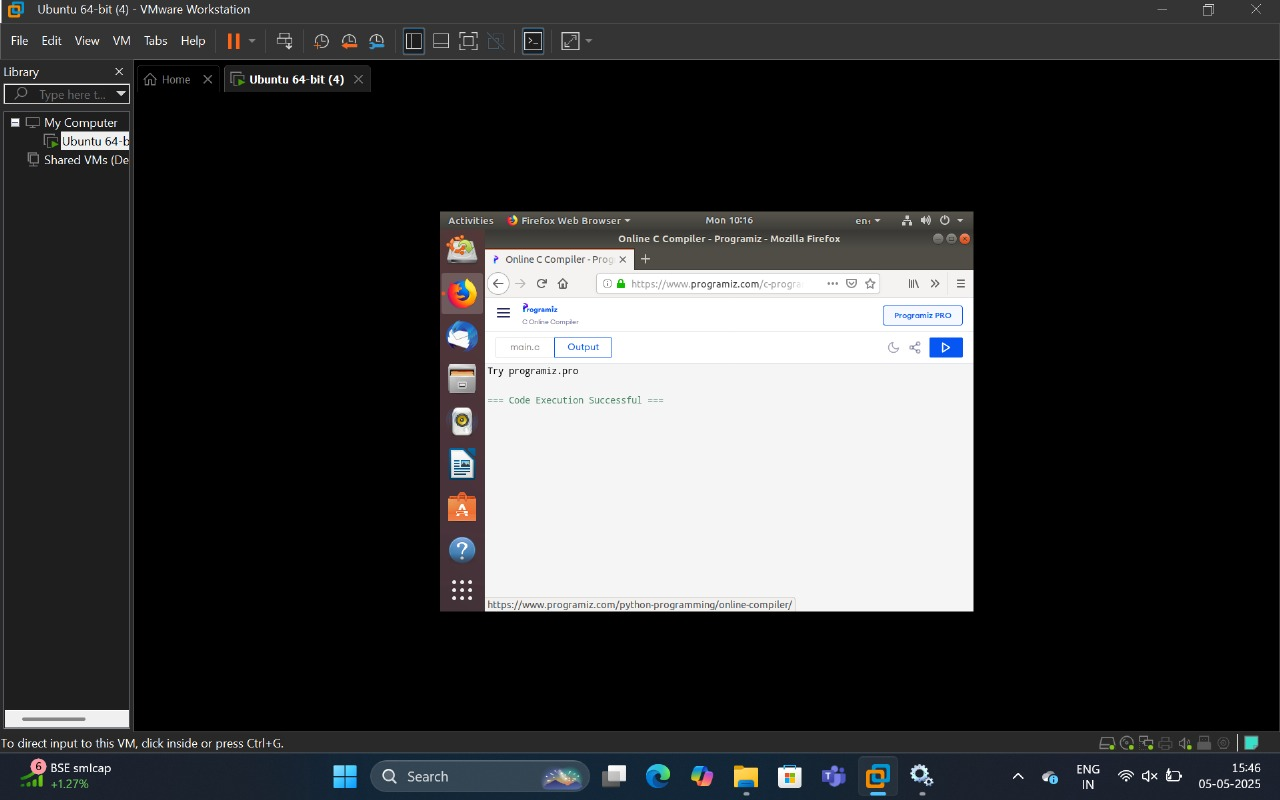 Ubuntu 64-bit (4) - VMware Workstation
File Edit View VM Tabs Help
Library
Type here t...
Home
Ubuntu 64-bit (4)
My Computer
Ubuntu 64-b
Shared VMs (De
Activities Firefox Web Browser Mon 10:16 en1
Online C Compiler - Programiz - Mozilla Firefox
Online C Compiler - Prog
https://www.programiz.com/c-progra
Programiz
C Online Compiler
Programiz PRO
main.c Output
Try programiz.pro
=== Code Execution Successful ===
https://www.programiz.com/python-programming/online-compiler/
To direct input to this VM, click inside or press Ctrl+G.
6
BSE smlcap
+1.27%
Search
ENG
IN
15:46
05-05-2025